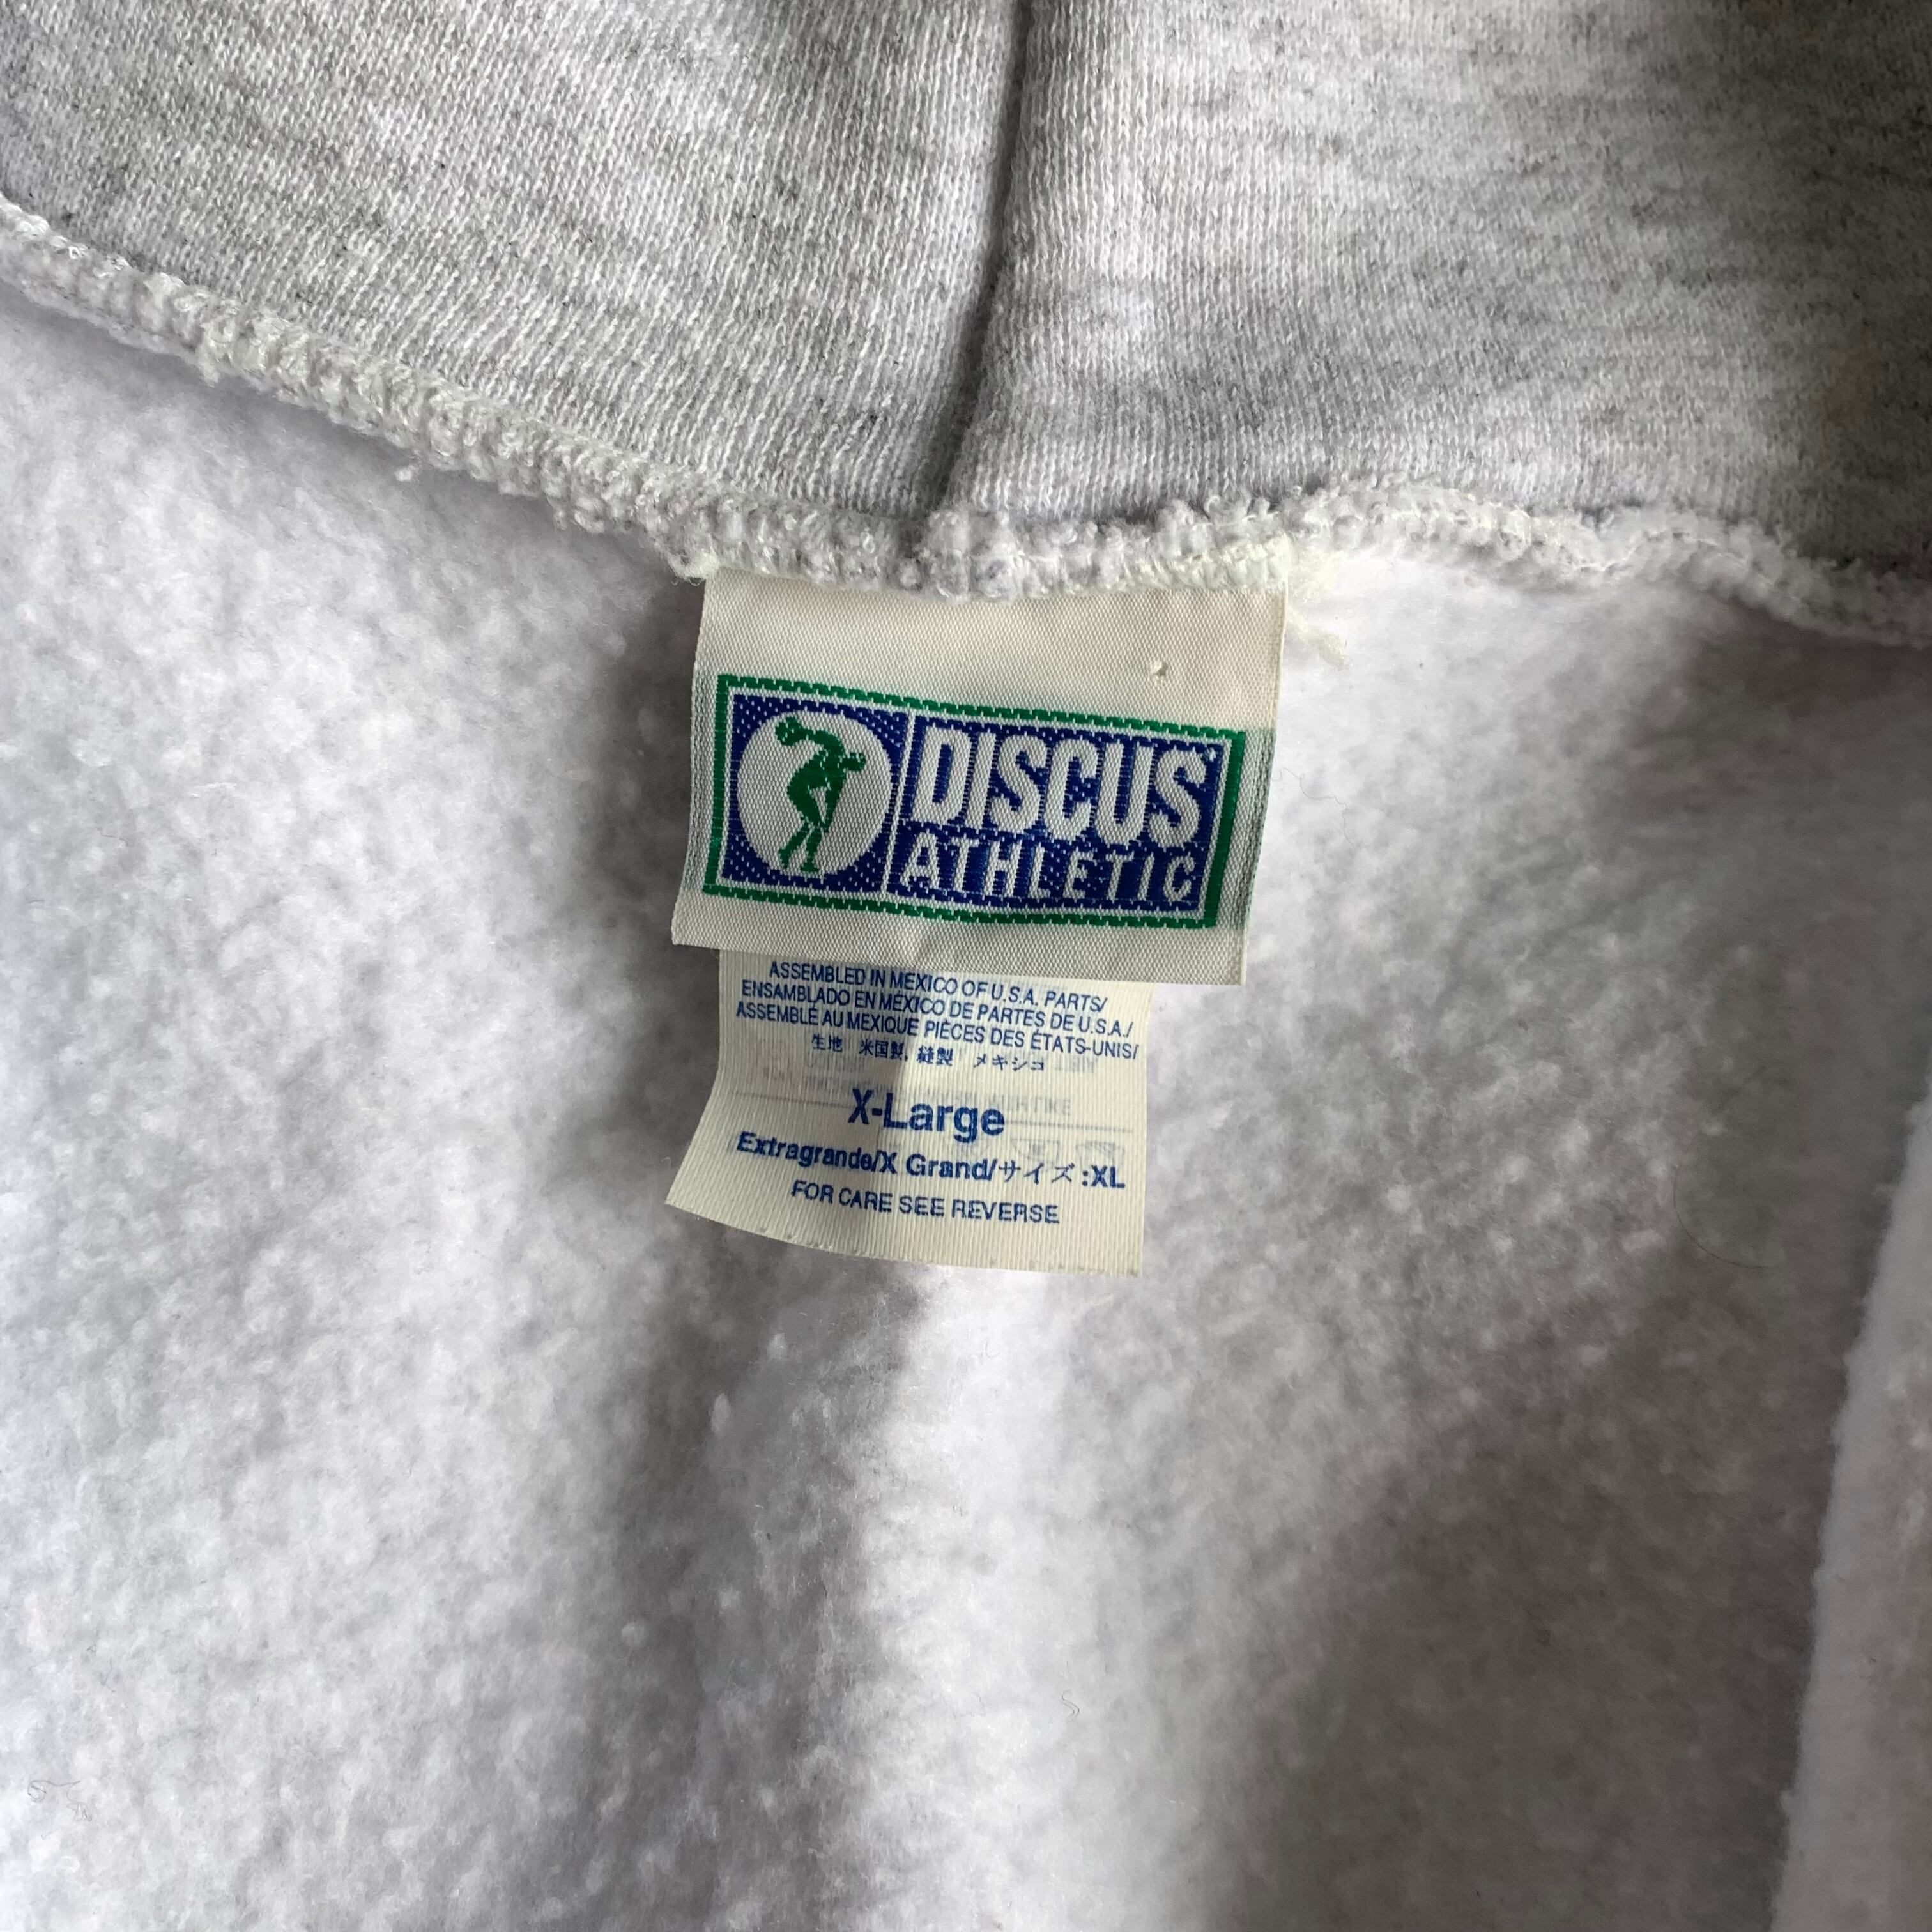 DISCUS
ATHLETIC
ASSEMBLED IN MEXICO OF U.S.A. PARTS/
ENSAMBLADO EN MÉXICO DE PARTES DE U.S.A./
ASSEMBLÉ AU MEXIQUE PIÈCES DES ÉTATS-UNIS/
生地 米国製, 縫製 メキシコ
X-Large
Extragrande/X Grand/サイズ:XL
FOR CARE SEE REVERSE